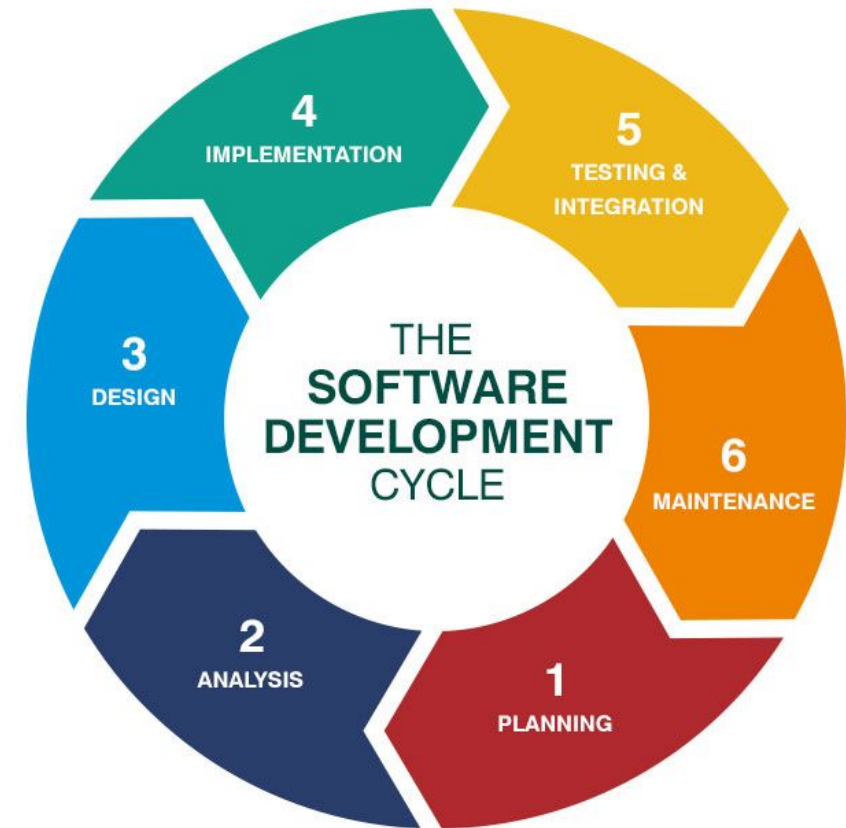 THE
SOFTWARE
DEVELOPMENT
CYCLE
1
PLANNING
2
ANALYSIS
3
DESIGN
4
IMPLEMENTATION
5
TESTING &
INTEGRATION
6
MAINTENANCE